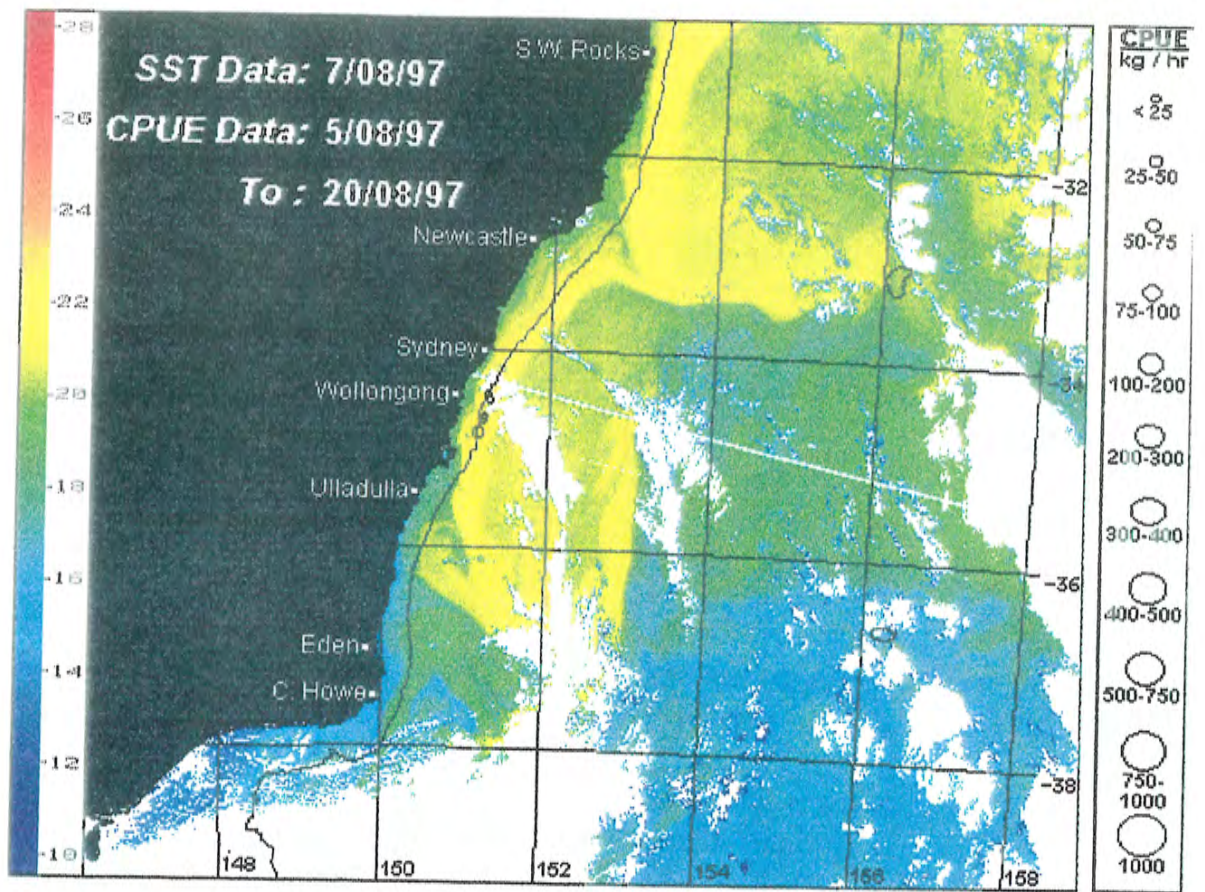 SST Data: 7/08/97
CPUE Data: 5/08/97
To : 20/08/97
-28
-26
-24
-22
-20
-18
-16
-14
-12
-10
S.W. Rocks
Newcastle
Sydney
Wollongong
Ulladulla
Eden
C. Howe
-32
-34
-36
-38
148
150
152
154
156
158
CPUE
kg / hr
< 25
25-50
50-75
75-100
100-200
200-300
300-400
400-500
500-750
750-
1000
1000